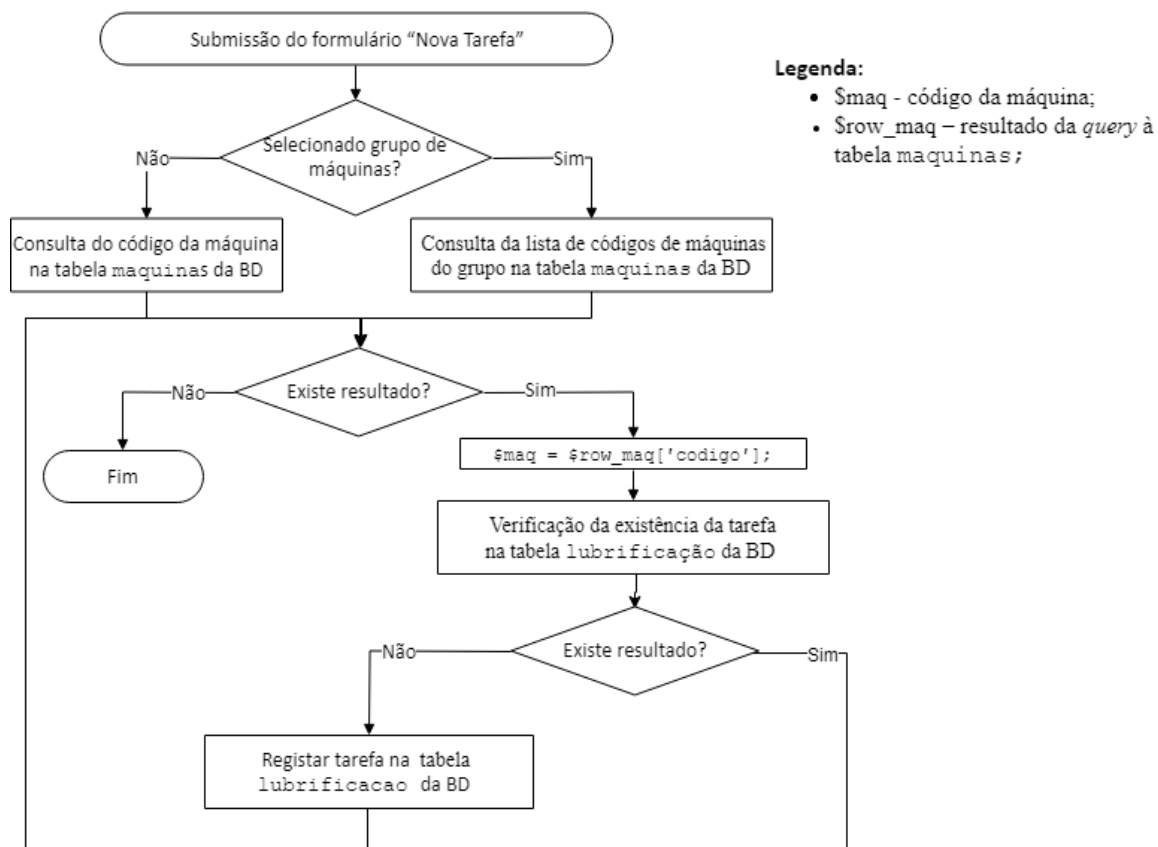 Submissão do formulário “Nova Tarefa”
Legenda:
• $maq - código da máquina;
• $row_maq – resultado da query à
tabela maquinas;
Selecionado grupo de
máquinas?
Não
Sim
Consulta do código da máquina
na tabela maquinas da BD
Consulta da lista de códigos de máquinas
do grupo na tabela maquinas da BD
Existe resultado?
Não
Sim
Fim
$maq = $row_maq['codigo'];
Verificação da existência da tarefa
na tabela lubrificação da BD
Existe resultado?
Não
Sim
Registar tarefa na tabela
lubrificacao da BD